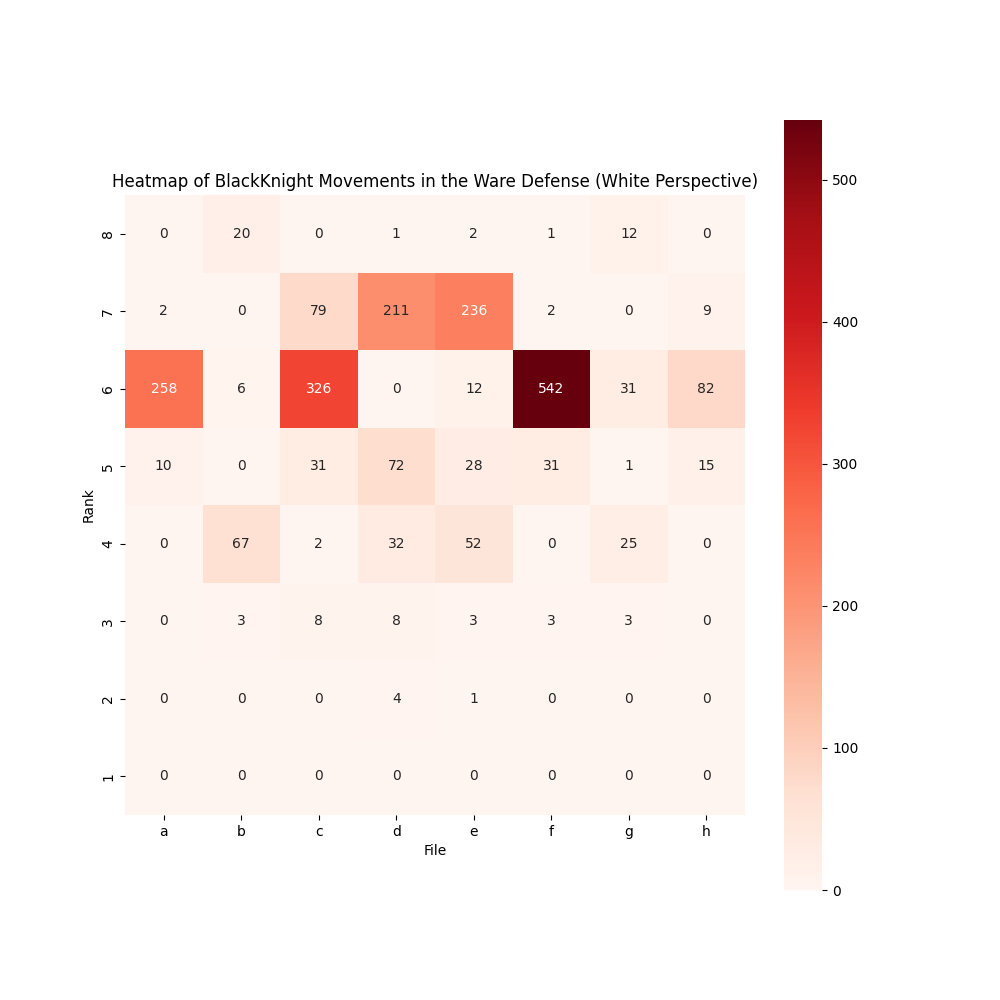 Heatmap of BlackKnight Movements in the Ware Defense (White Perspective)
8 0 20 0 1 2 1 12 0
7 2 0 79 211 236 2 0 9
6 258 6 326 0 12 542 31 82
5 10 0 31 72 28 31 1 15
4 0 67 2 32 52 0 25 0
3 0 3 8 8 3 3 3 0
2 0 0 0 4 1 0 0 0
1 0 0 0 0 0 0 0 0
a b c d e f g h
File
Rank
500
400
300
200
100
0